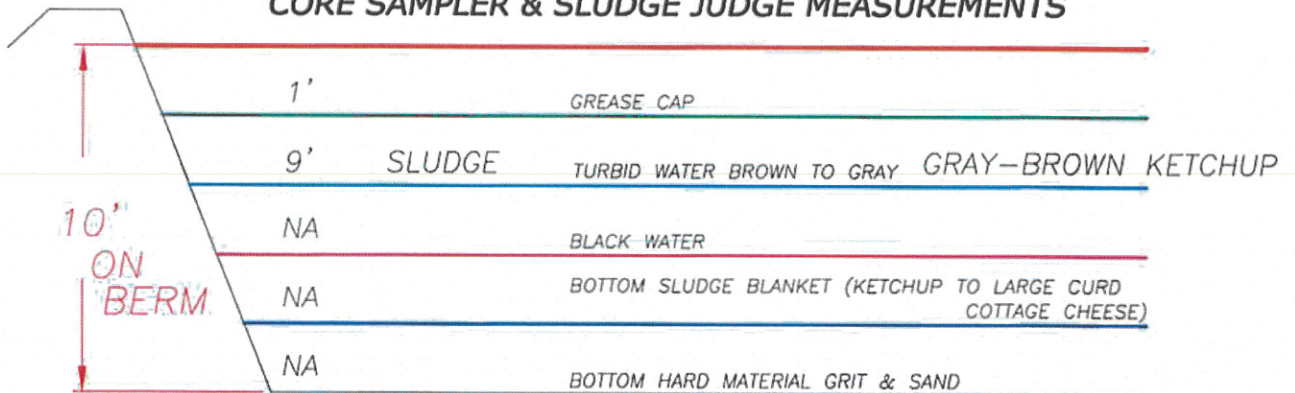 CORE SAMPLER & SLUDGE JUDGE MEASUREMENTS
1' GREASE CAP
9' SLUDGE TURBID WATER BROWN TO GRAY GRAY-BROWN KETCHUP
10'
ON
BERM
NA BLACK WATER
NA BOTTOM SLUDGE BLANKET (KETCHUP TO LARGE CURD
COTTAGE CHEESE)
NA BOTTOM HARD MATERIAL GRIT & SAND